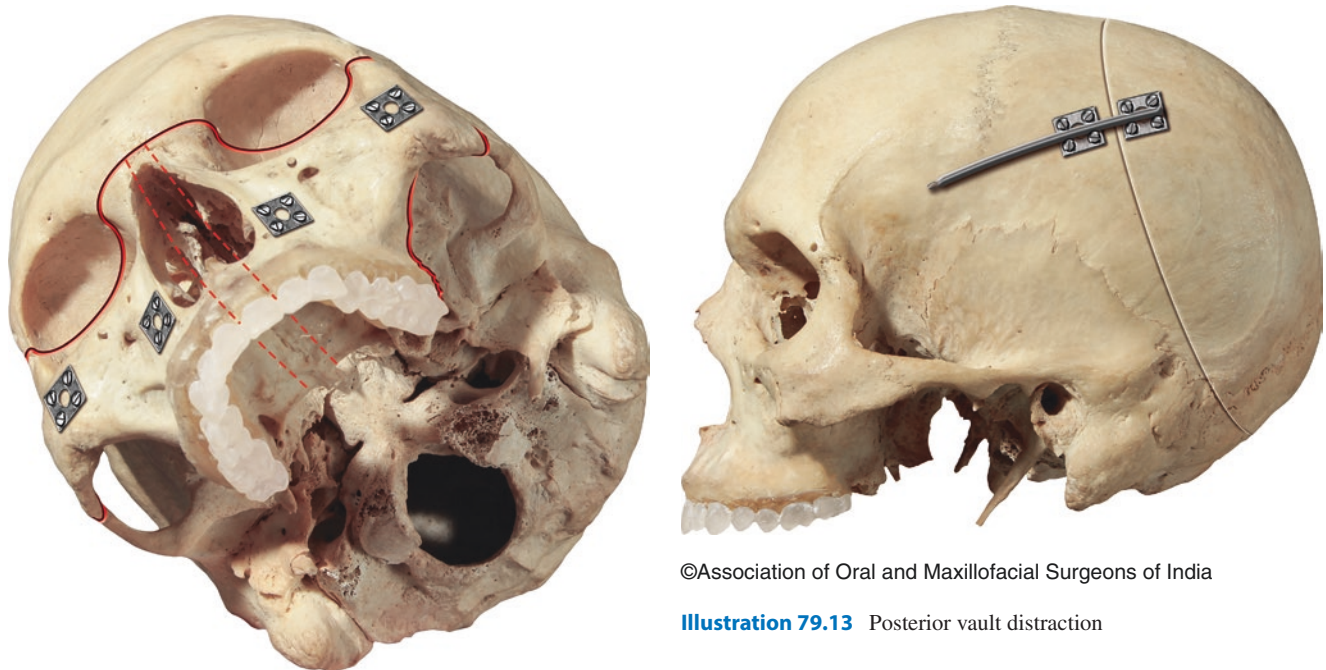 ©Association of Oral and Maxillofacial Surgeons of India
Illustration 79.13 Posterior vault distraction